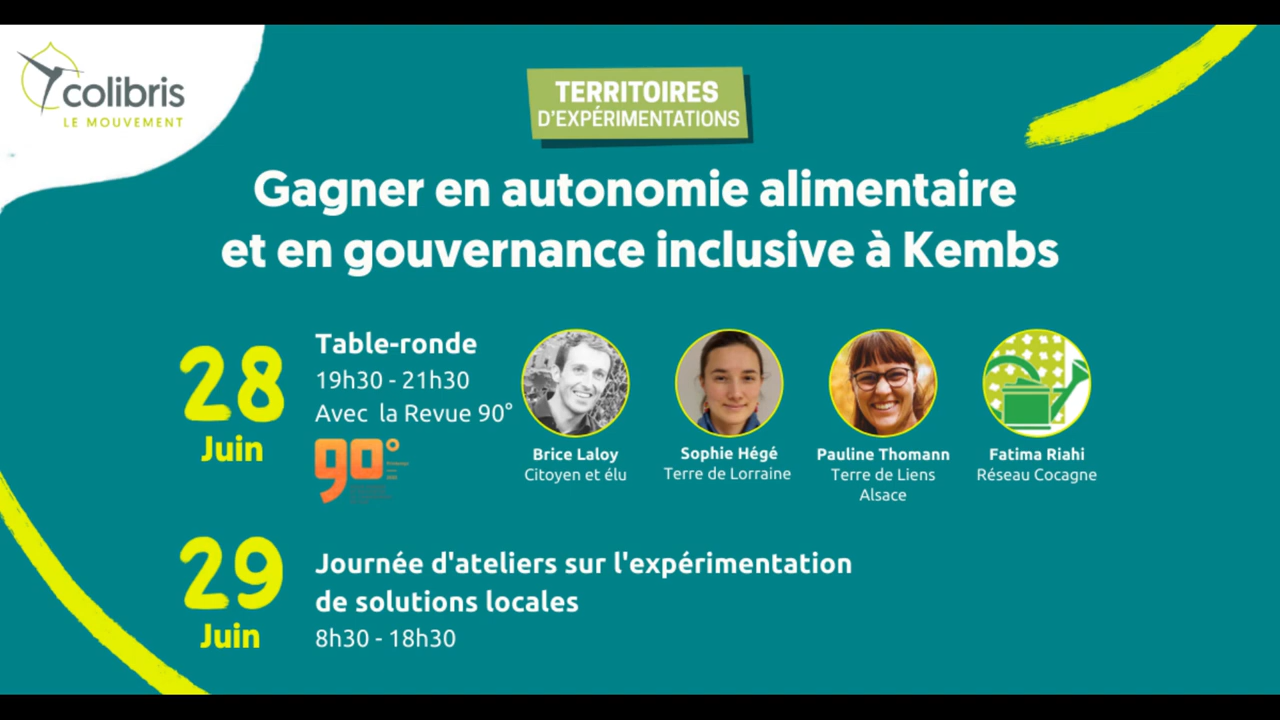 colibris
LE MOUVEMENT
TERRITOIRES
D'EXPÉRIMENTATIONS
Gagner en autonomie alimentaire
et en gouvernance inclusive à Kembs
28
Juin
Table-ronde
19h30 - 21h30
Avec la Revue 90°
90°
Brice Laloy
Citoyen et élu
Sophie Hégé
Terre de Lorraine
Pauline Thomann
Terre de Liens
Alsace
Fatima Riahi
Réseau Cocagne
29
Juin
Journée d'ateliers sur l'expérimentation
de solutions locales
8h30 - 18h30